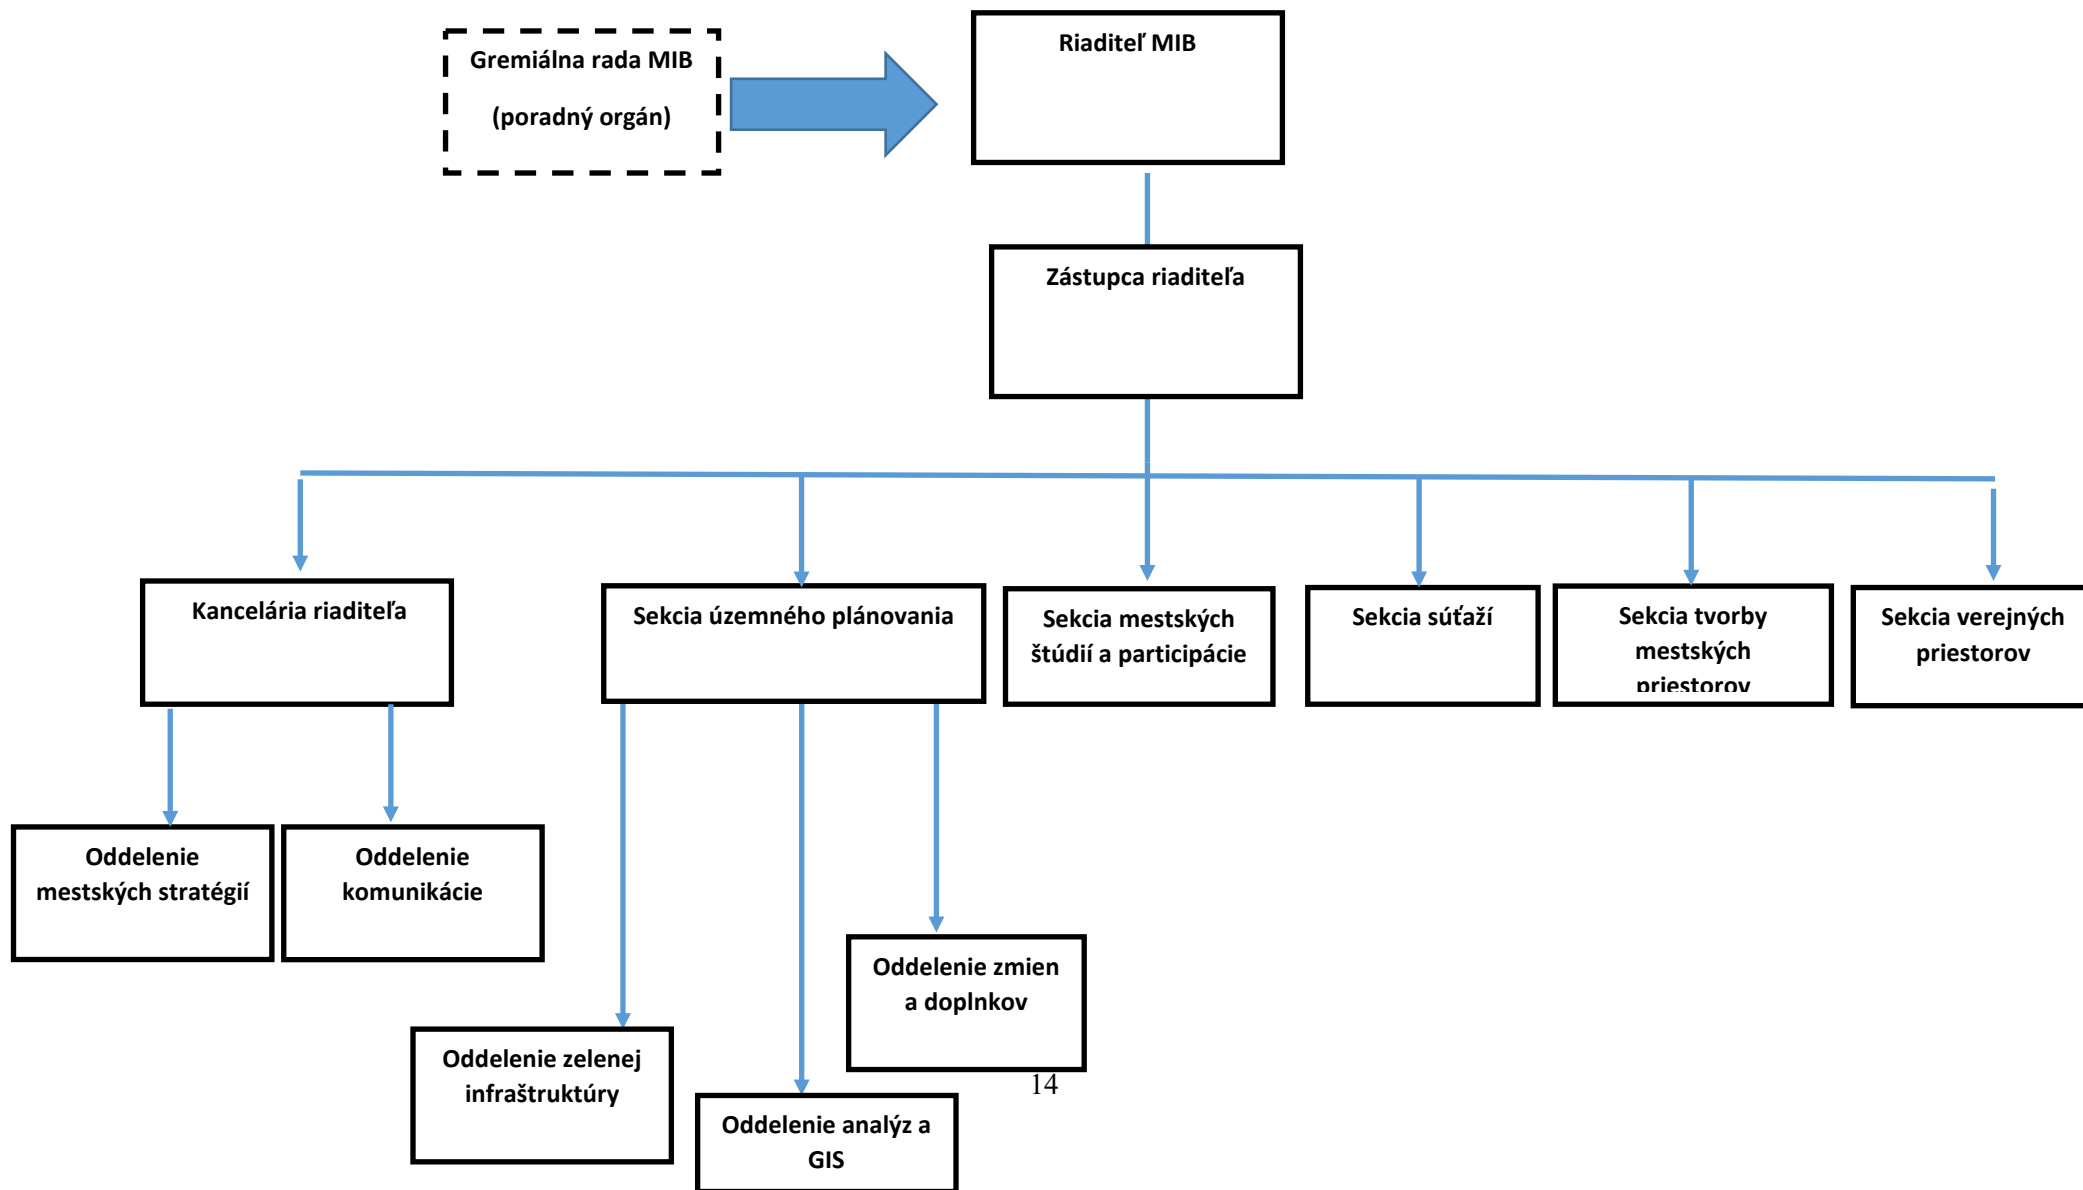 Gremiálna rada MIB
(poradný orgán)
Riaditeľ MIB
Zástupca riaditeľa
Kancelária riaditeľa
Sekcia územného plánovania
Sekcia mestských
štúdií a participácie
Sekcia súťaží
Sekcia tvorby
mestských
priestorov
Sekcia verejných
priestorov
Oddelenie
mestských stratégií
Oddelenie
komunikácie
Oddelenie zmien
a doplnkov
Oddelenie zelenej
infraštruktúry
14
Oddelenie analýz a
GIS